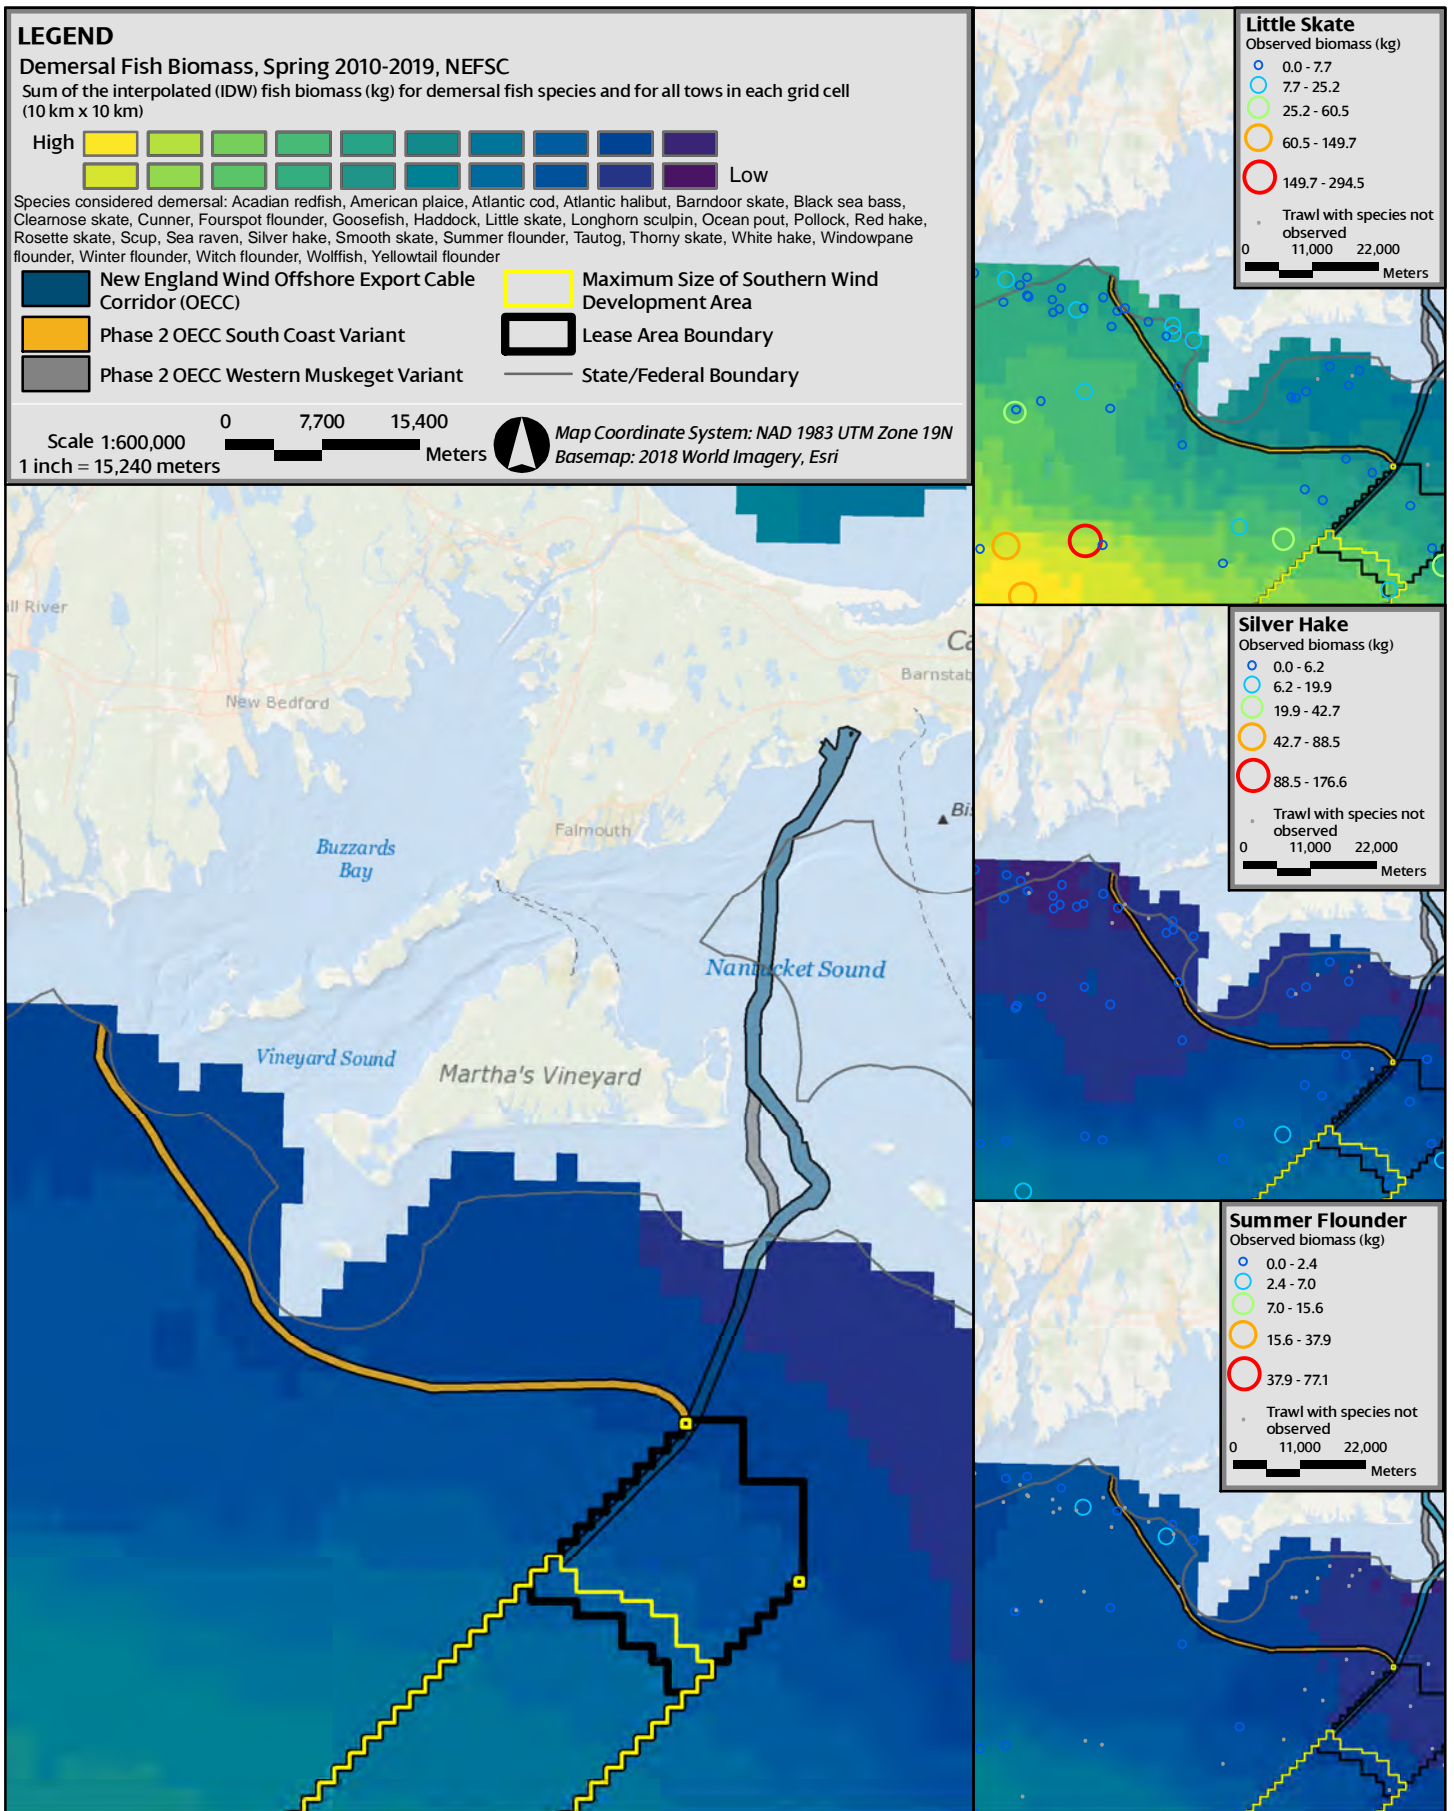 LEGEND
Demersal Fish Biomass, Spring 2010-2019, NEFSC
Sum of the interpolated (IDW) fish biomass (kg) for demersal fish species and for all tows in each grid cell
(10 km x 10 km)
High
Low
Species considered demersal: Acadian redfish, American plaice, Atlantic cod, Atlantic halibut, Barndoor skate, Black sea bass,
Clearnose skate, Cunner, Fourspot flounder, Goosefish, Haddock, Little skate, Longhorn sculpin, Ocean pout, Pollock, Red hake,
Rosette skate, Scup, Sea raven, Silver hake, Smooth skate, Summer flounder, Tautog, Thorny skate, White hake, Windowpane
flounder, Winter flounder, Witch flounder, Wolffish, Yellowtail flounder
New England Wind Offshore Export Cable
Corridor (OECC)
Phase 2 OECC South Coast Variant
Phase 2 OECC Western Muskeget Variant
Maximum Size of Southern Wind
Development Area
Lease Area Boundary
State/Federal Boundary
Scale 1:600,000
1 inch = 15,240 meters
0 7,700 15,400
Meters
Map Coordinate System: NAD 1983 UTM Zone 19N
Basemap: 2018 World Imagery, Esri
ll River
New Bedford
Ca
Barnstab
Buzzards
Bay
Falmouth
Bis
Nantucket Sound
Vineyard Sound
Martha's Vineyard
Little Skate
Observed biomass (kg)
0.0 - 7.7
7.7 - 25.2
25.2 - 60.5
60.5 - 149.7
149.7 - 294.5
Trawl with species not
observed
0 11,000 22,000
Meters
Silver Hake
Observed biomass (kg)
0.0 - 6.2
6.2 - 19.9
19.9 - 42.7
42.7 - 88.5
88.5 - 176.6
Trawl with species not
observed
0 11,000 22,000
Meters
Summer Flounder
Observed biomass (kg)
0.0 - 2.4
2.4 - 7.0
7.0 - 15.6
15.6 - 37.9
37.9 - 77.1
Trawl with species not
observed
0 11,000 22,000
Meters